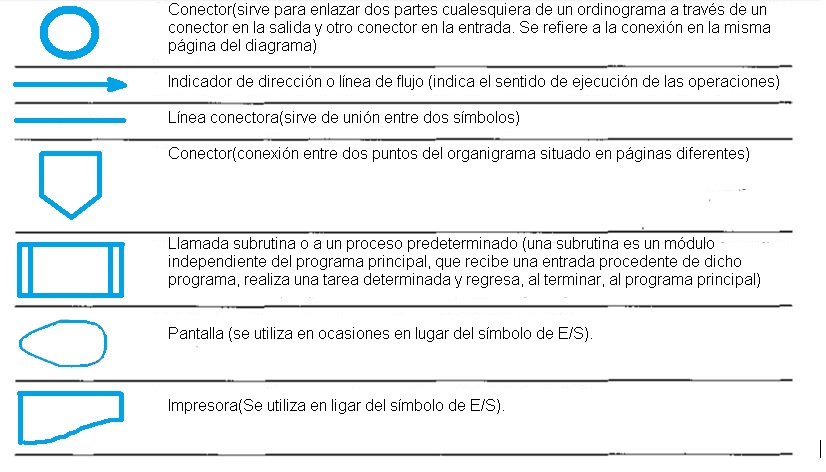 Conector(sirve para enlazar dos partes cualesquiera de un ordinograma a través de un
conector en la salida y otro conector en la entrada. Se refiere a la conexión en la misma
página del diagrama)
Indicador de dirección o línea de flujo (indica el sentido de ejecución de las operaciones)
Línea conectora(sirve de unión entre dos símbolos)
Conector(conexión entre dos puntos del organigrama situado en páginas diferentes)
Llamada subrutina o a un proceso predeterminado (una subrutina es un módulo
independiente del programa principal, que recibe una entrada procedente de dicho
programa, realiza una tarea determinada y regresa, al terminar, al programa principal)
Pantalla (se utiliza en ocasiones en lugar del símbolo de E/S).
Impresora(Se utiliza en ligar del símbolo de E/S).